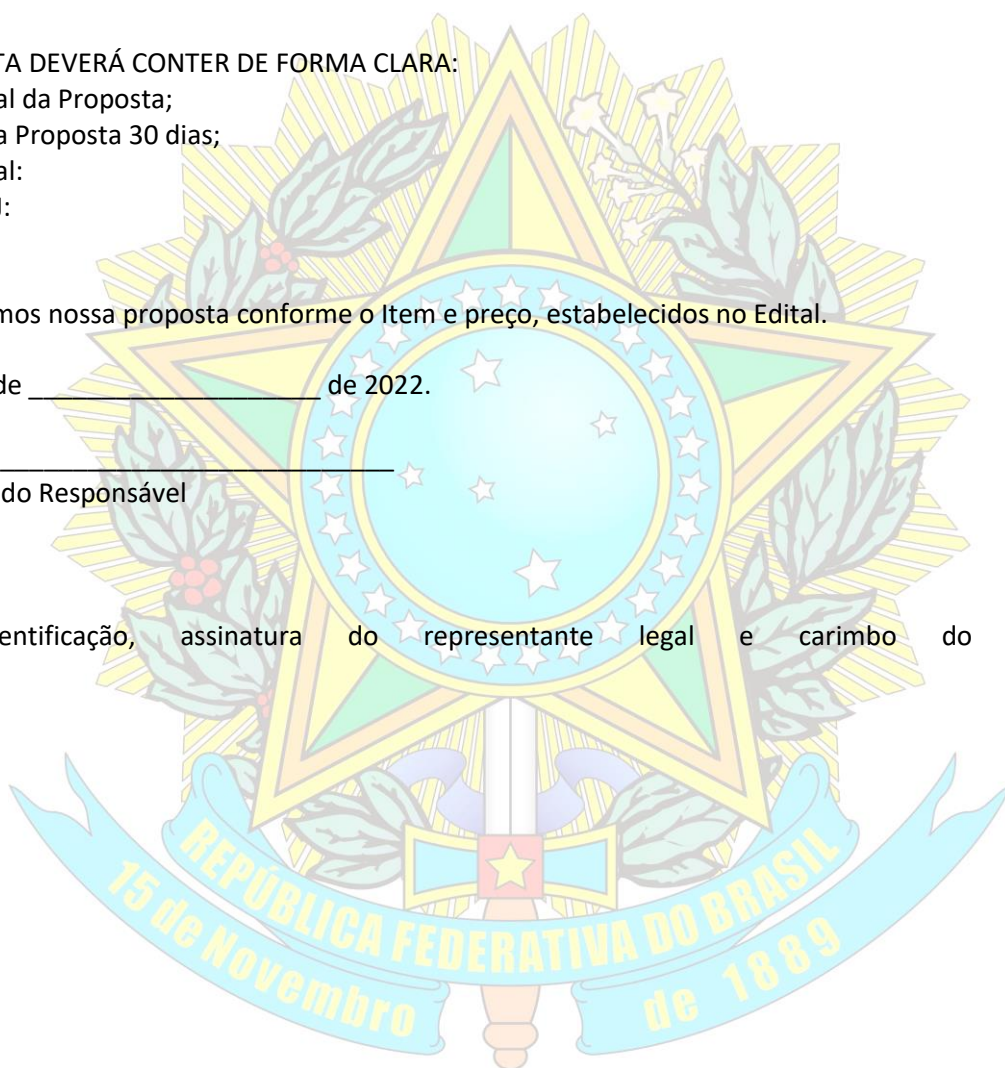 TA DEVERÁ CONTER DE FORMA CLARA:
al da Proposta;
a Proposta 30 dias;
al:
J:
mos nossa proposta conforme o Item e preço, estabelecidos no Edital.
de ____________________ de 2022.
___________________________
do Responsável
entificação, assinatura do representante legal e carimbo do
REPÚBLICA FEDERATIVA DO BRASIL
15 de Novembro de 1889